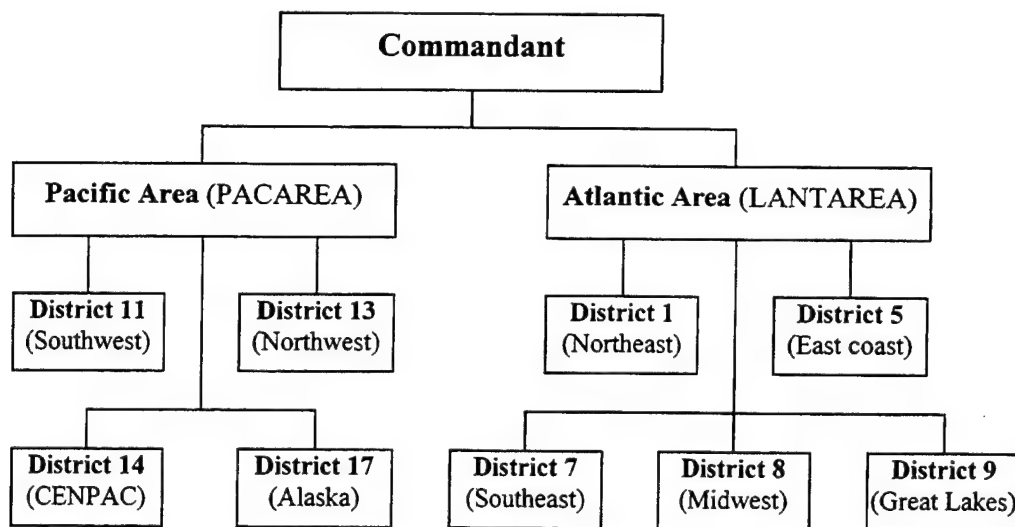 Commandant
Pacific Area (PACAREA)
Atlantic Area (LANTAREA)
District 11
(Southwest)
District 13
(Northwest)
District 1
(Northeast)
District 5
(East coast)
District 14
(CENPAC)
District 17
(Alaska)
District 7
(Southeast)
District 8
(Midwest)
District 9
(Great Lakes)